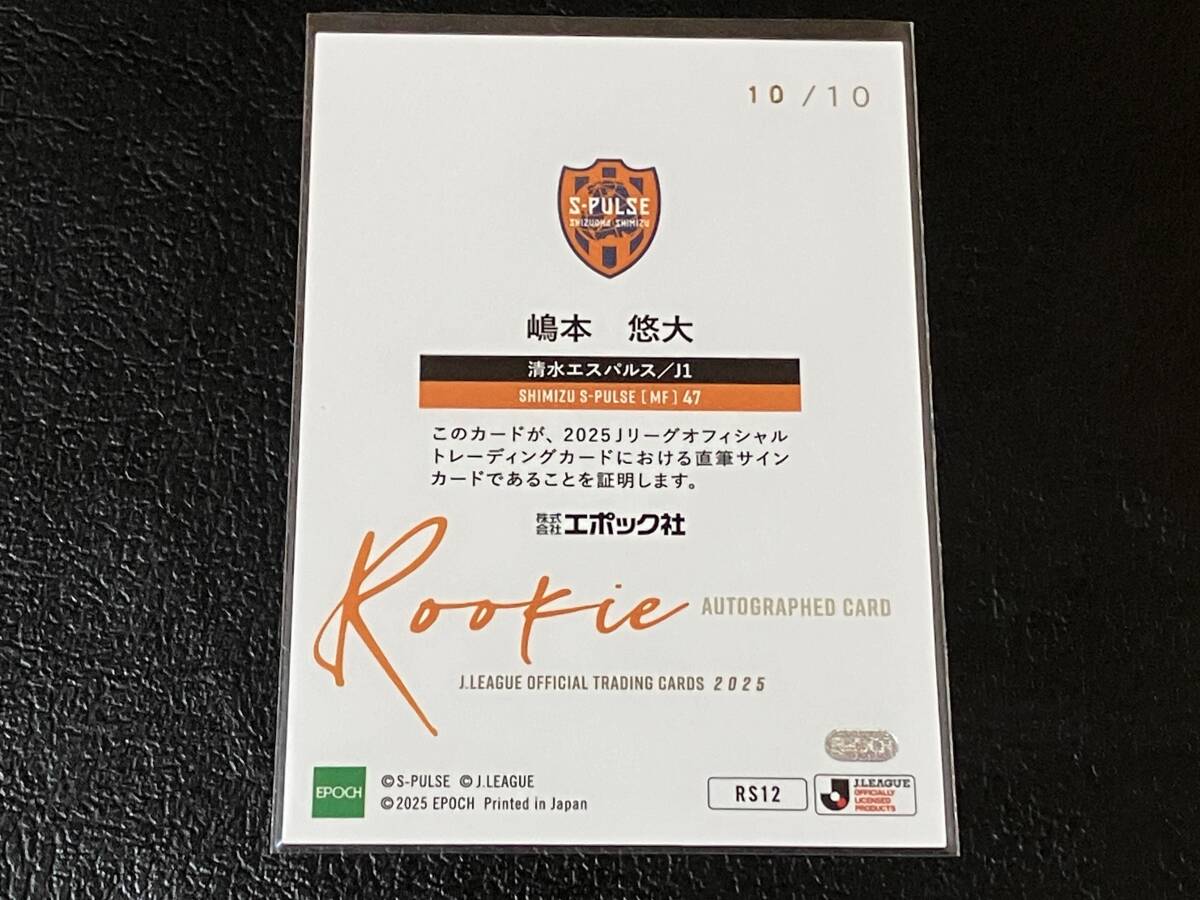 10 /10
S-PULSE
SHIZUOKA SHIMIZU
嶋本　悠大
清水エスパルス／J1
SHIMIZU S-PULSE [ MF ] 47
このカードが、2025 Jリーグオフィシャル
トレーディングカードにおける直筆サイン
カードであることを証明します。
株式会社エポック社
Rookie AUTOGRAPHED CARD
J.LEAGUE OFFICIAL TRADING CARDS 2025
EPOCH
©S-PULSE ©J.LEAGUE
©2025 EPOCH Printed in Japan
RS12
J.LEAGUE
OFFICIALLY
LICENSED
PRODUCTS